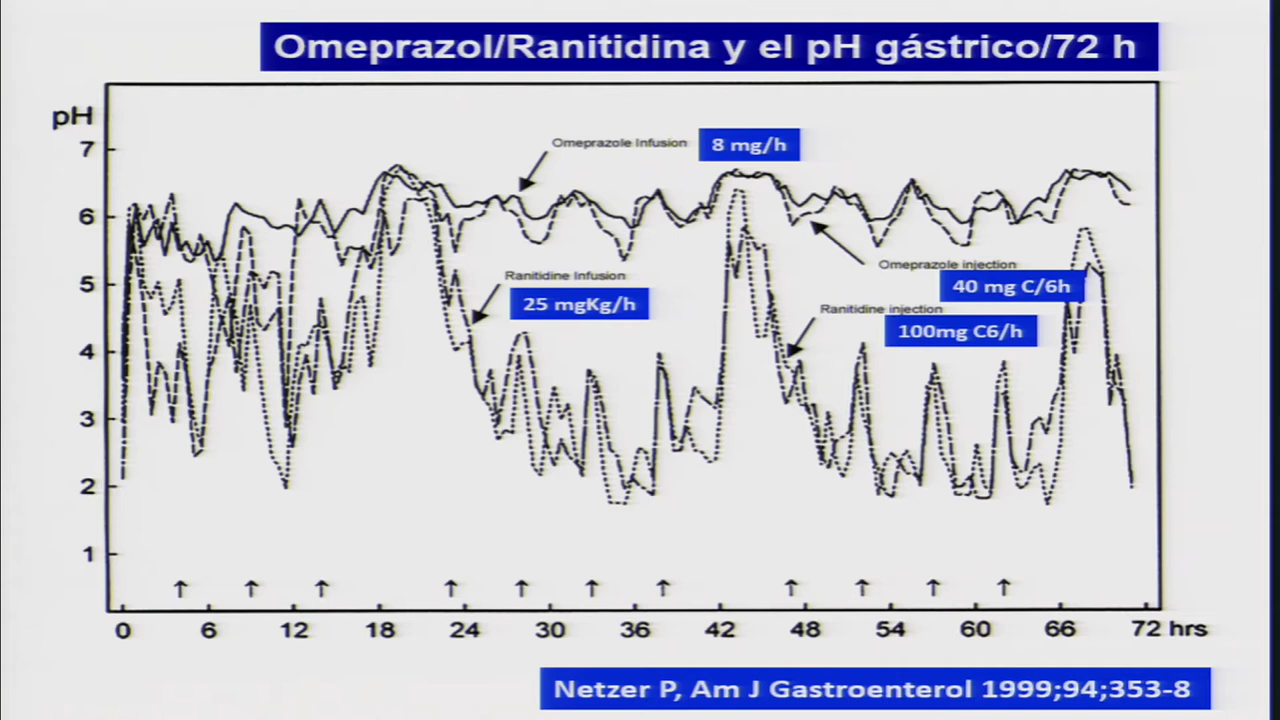 Omeprazol/Ranitidina y el pH gástrico/72 h
pH
7
6
5
4
3
2
1
Omeprazole Infusion
8 mg/h
Ranitidine Infusion
25 mgKg/h
Omeprazole injection
40 mg C/6h
Ranitidine injection
100mg C6/h
0 6 12 18 24 30 36 42 48 54 60 66 72 hrs
Netzer P, Am J Gastroenterol 1999;94;353-8